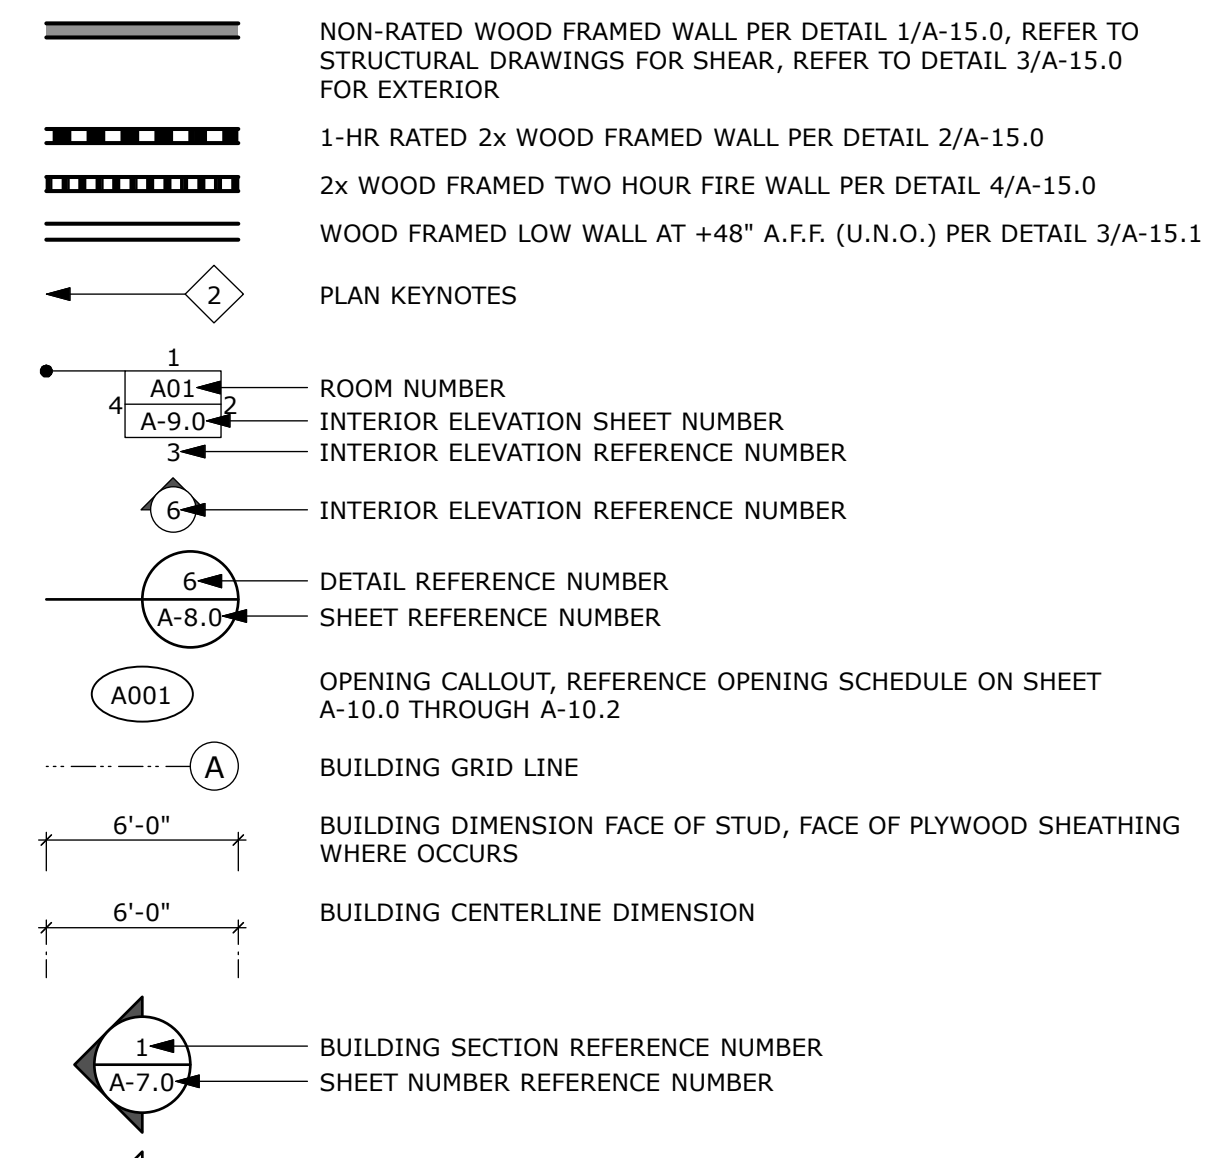 NON-RATED WOOD FRAMED WALL PER DETAIL 1/A-15.0, REFER TO
STRUCTURAL DRAWINGS FOR SHEAR, REFER TO DETAIL 3/A-15.0
FOR EXTERIOR
1-HR RATED 2x WOOD FRAMED WALL PER DETAIL 2/A-15.0
2x WOOD FRAMED TWO HOUR FIRE WALL PER DETAIL 4/A-15.0
WOOD FRAMED LOW WALL AT +48" A.F.F. (U.N.O.) PER DETAIL 3/A-15.1
2 PLAN KEYNOTES
1
A01 ROOM NUMBER
4 2
A-9.0 INTERIOR ELEVATION SHEET NUMBER
3 INTERIOR ELEVATION REFERENCE NUMBER
6 INTERIOR ELEVATION REFERENCE NUMBER
6 DETAIL REFERENCE NUMBER
A-8.0 SHEET REFERENCE NUMBER
A001 OPENING CALLOUT, REFERENCE OPENING SCHEDULE ON SHEET
A-10.0 THROUGH A-10.2
A BUILDING GRID LINE
6'-0" BUILDING DIMENSION FACE OF STUD, FACE OF PLYWOOD SHEATHING
WHERE OCCURS
6'-0" BUILDING CENTERLINE DIMENSION
1 BUILDING SECTION REFERENCE NUMBER
A-7.0 SHEET NUMBER REFERENCE NUMBER